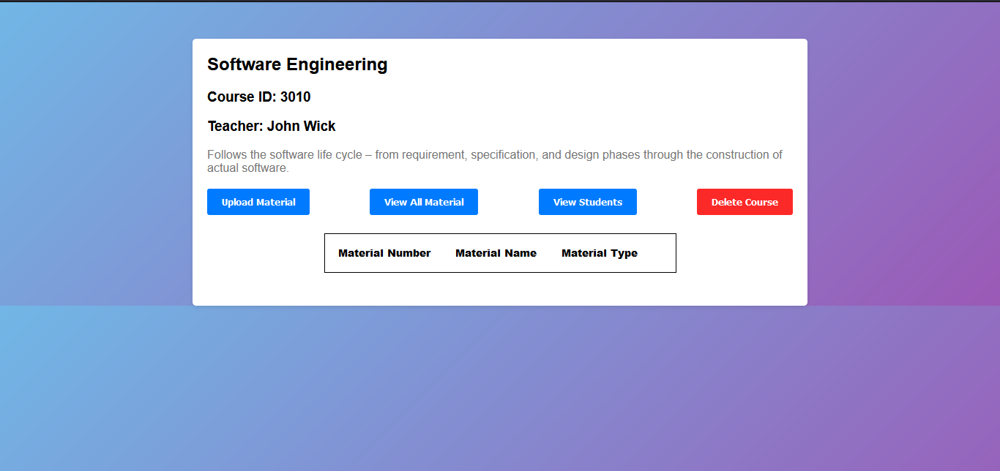 Software Engineering
Course ID: 3010
Teacher: John Wick
Follows the software life cycle – from requirement, specification, and design phases through the construction of
actual software.
Upload Material View All Material View Students Delete Course
Material Number Material Name Material Type